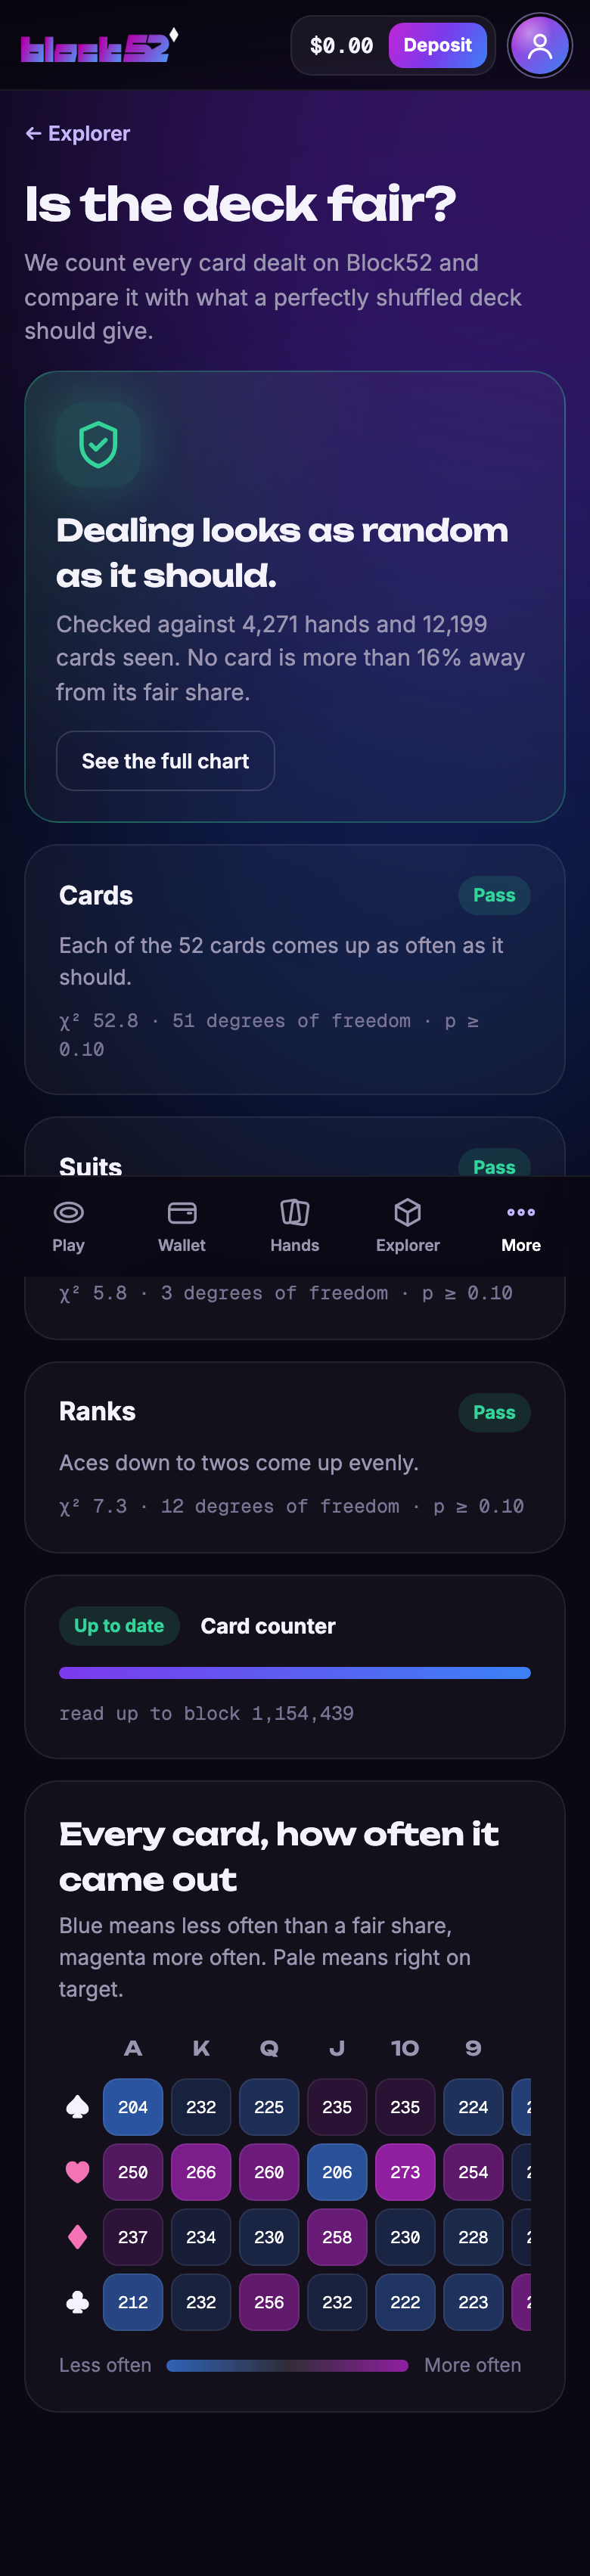 block52
$0.00
Deposit
← Explorer
Is the deck fair?
We count every card dealt on Block52 and
compare it with what a perfectly shuffled deck
should give.
Dealing looks as random
as it should.
Checked against 4,271 hands and 12,199
cards seen. No card is more than 16% away
from its fair share.
See the full chart
Cards
Pass
Each of the 52 cards comes up as often as it
should.
χ² 52.8 · 51 degrees of freedom · p ≥
0.10
Suits
Pass
Play
Wallet
Hands
Explorer
More
χ² 5.8 · 3 degrees of freedom · p ≥ 0.10
Ranks
Pass
Aces down to twos come up evenly.
χ² 7.3 · 12 degrees of freedom · p ≥ 0.10
Up to date
Card counter
read up to block 1,154,439
Every card, how often it
came out
Blue means less often than a fair share,
magenta more often. Pale means right on
target.
A K Q J 10 9
204 232 225 235 235 224
250 266 260 206 273 254
237 234 230 258 230 228
212 232 256 232 222 223
Less often
More often